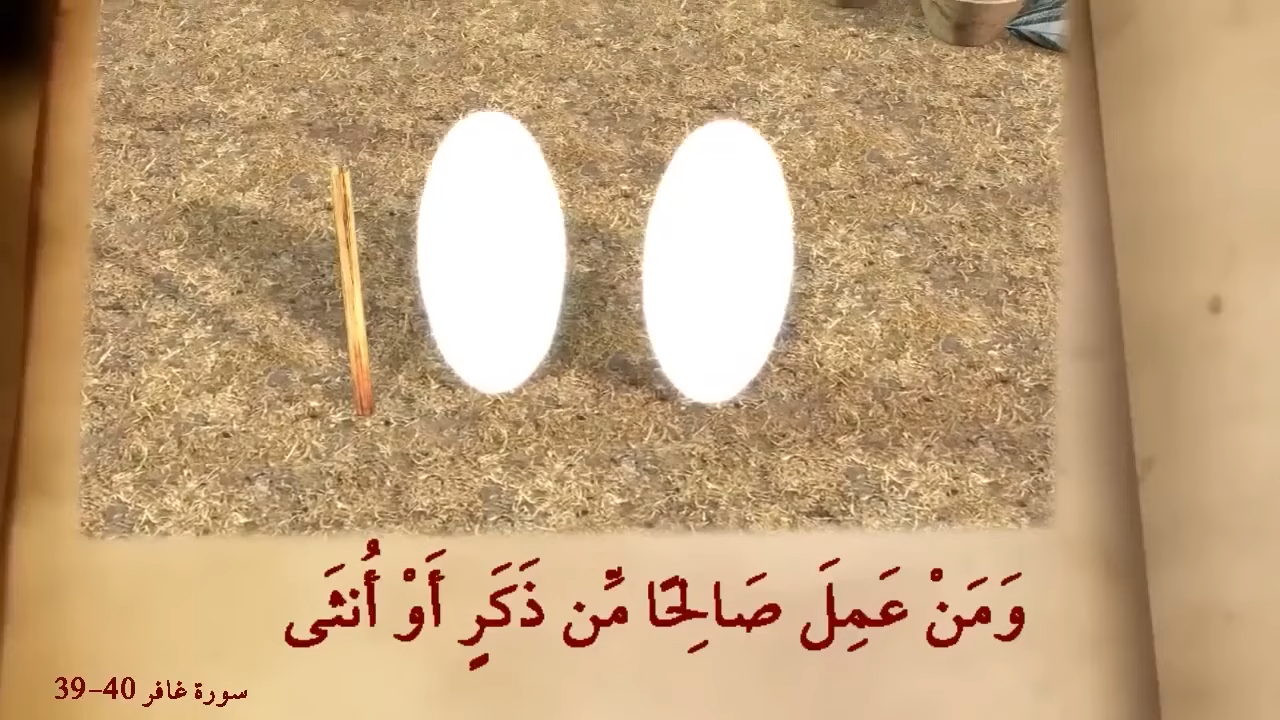 وَمَنْ عَمِلَ صَالِحًا مِّن ذَكَرٍ أَوْ أُنثَى
سورة غافر 40-39